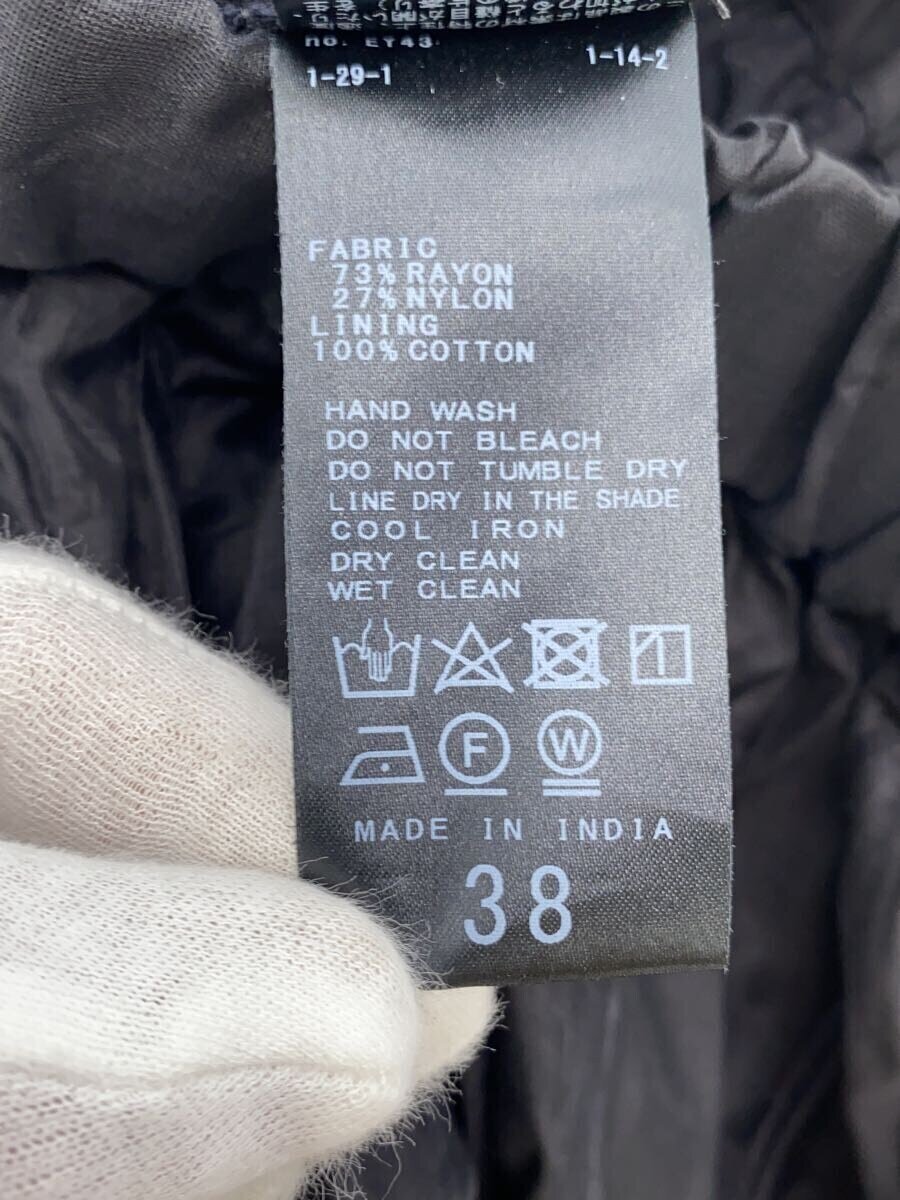 no. EY43
1-29-1
1-14-2
FABRIC
73% RAYON
27% NYLON
LINING
100% COTTON
HAND WASH
DO NOT BLEACH
DO NOT TUMBLE DRY
LINE DRY IN THE SHADE
COOL IRON
DRY CLEAN
WET CLEAN
F
W
MADE IN INDIA
38